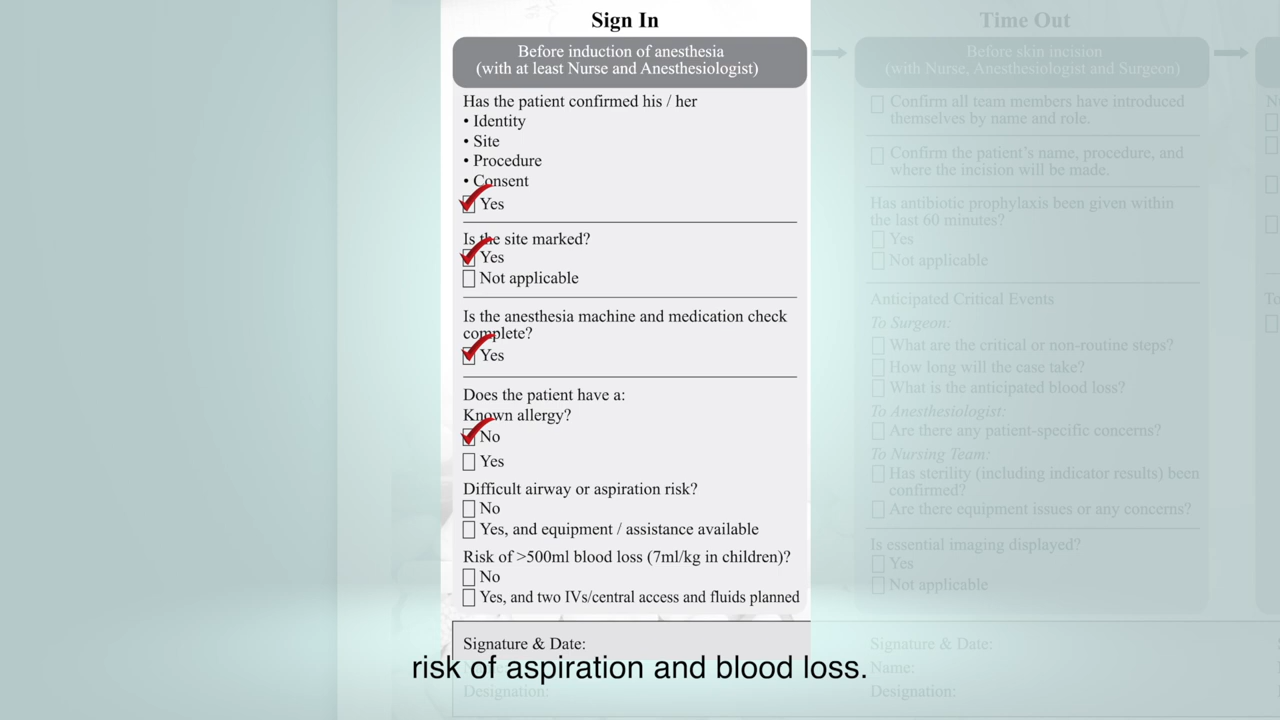 Sign In
Before induction of anesthesia
(with at least Nurse and Anesthesiologist)
Has the patient confirmed his / her
• Identity
• Site
• Procedure
• Consent
Yes
Is the site marked?
Yes
Not applicable
Is the anesthesia machine and medication check
complete?
Yes
Does the patient have a:
Known allergy?
No
Yes
Difficult airway or aspiration risk?
No
Yes, and equipment / assistance available
Risk of >500ml blood loss (7ml/kg in children)?
No
Yes, and two IVs/central access and fluids planned
Signature & Date:
Name:
Designation:
Time Out
Before skin incision
(with Nurse, Anesthesiologist and Surgeon)
Confirm all team members have introduced
themselves by name and role.
Confirm the patient's name, procedure, and
where the incision will be made.
Has antibiotic prophylaxis been given within
the last 60 minutes?
Yes
Not applicable
Anticipated Critical Events
To Surgeon:
What are the critical or non-routine steps?
How long will the case take?
What is the anticipated blood loss?
To Anesthesiologist:
Are there any patient-specific concerns?
To Nursing Team:
Has sterility (including indicator results) been
confirmed?
Are there equipment issues or any concerns?
Is essential imaging displayed?
Yes
Not applicable
Signature & Date:
Name:
Designation:
risk of aspiration and blood loss.